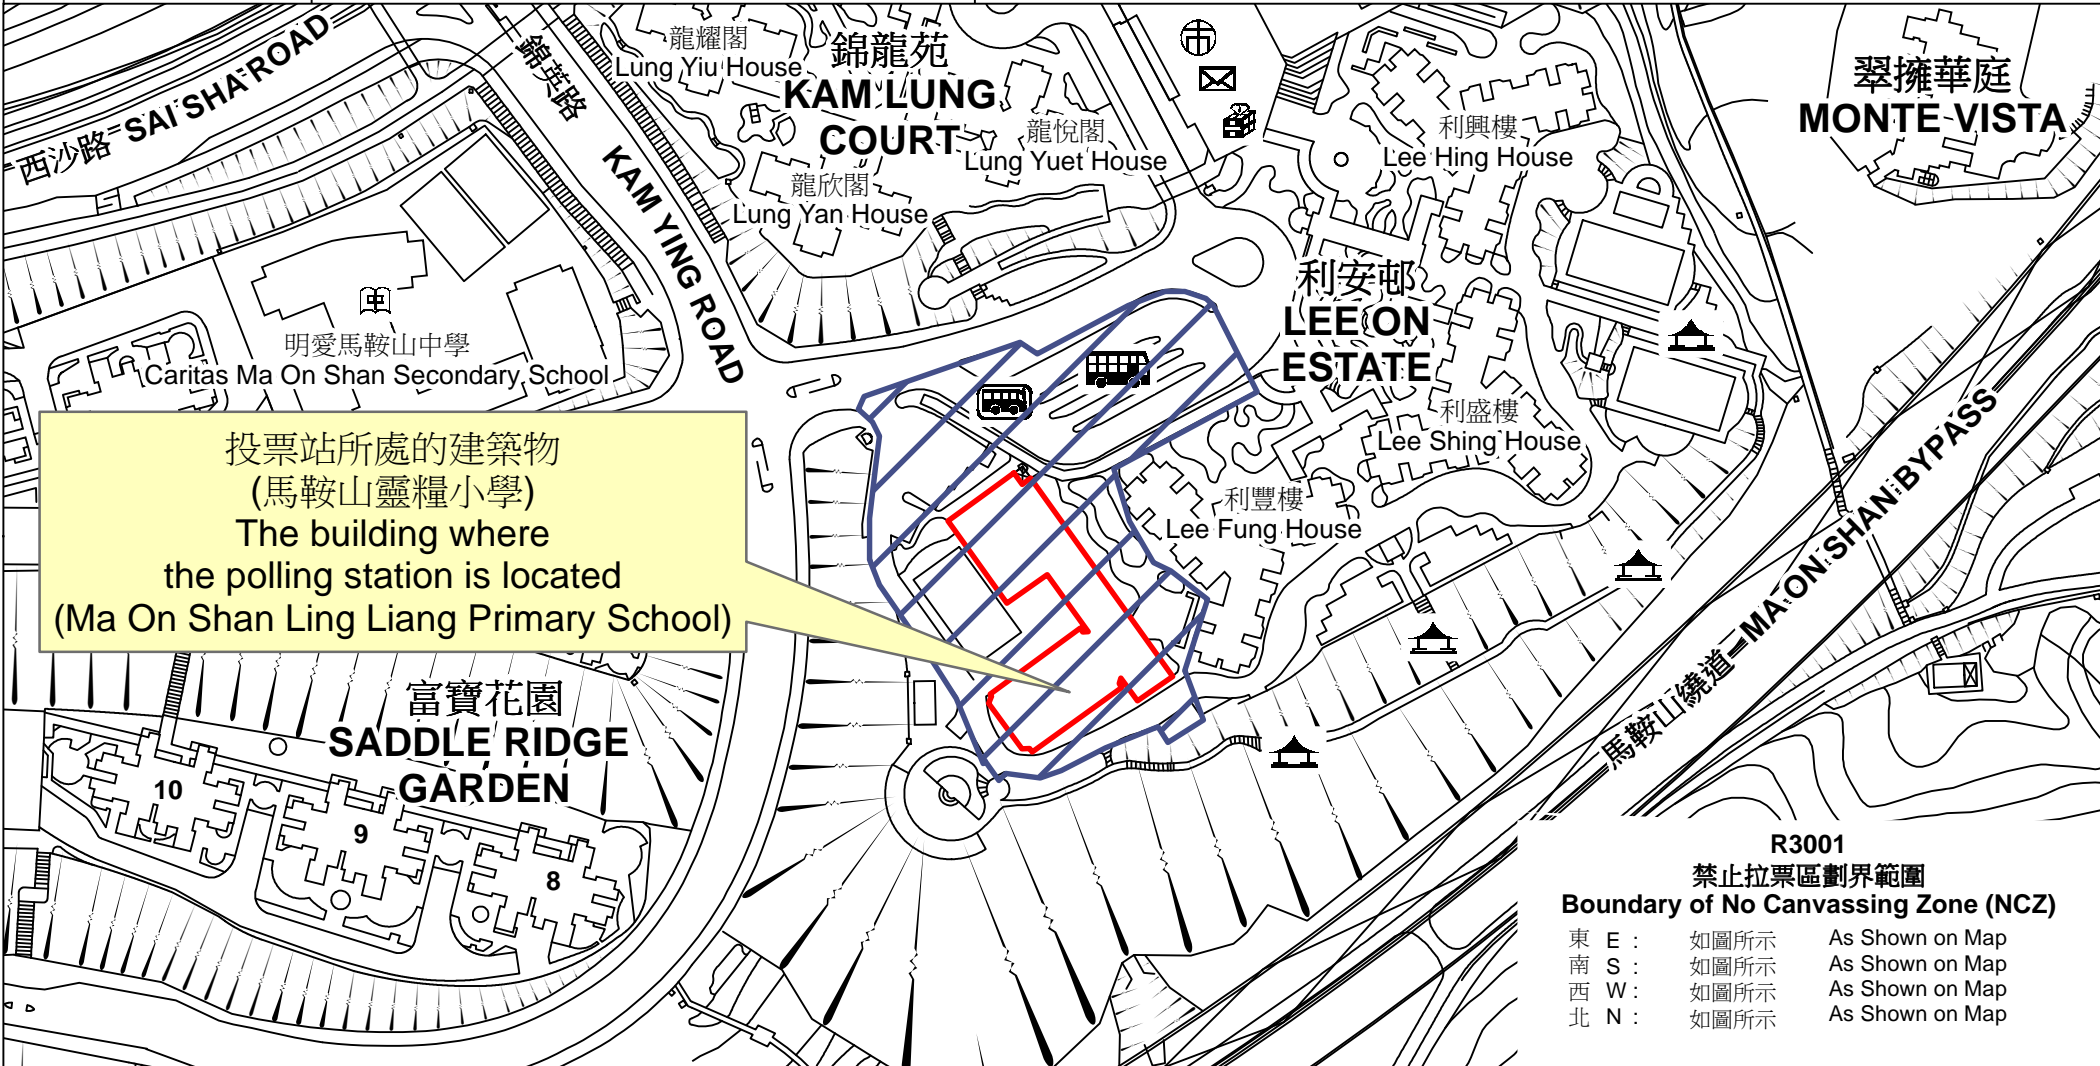 西沙路 SAI SHA ROAD
錦英路
KAM YING ROAD
龍耀閣
Lung Yiu House
錦龍苑
KAM LUNG
COURT
龍悅閣
Lung Yuet House
龍欣閣
Lung Yan House
利興樓
Lee Hing House
翠擁華庭
MONTE VISTA
利安邨
LEE ON
ESTATE
明愛馬鞍山中學
Caritas Ma On Shan Secondary School
利盛樓
Lee Shing House
利豐樓
Lee Fung House
投票站所處的建築物
(馬鞍山靈糧小學)
The building where
the polling station is located
(Ma On Shan Ling Liang Primary School)
馬鞍山繞道 MA ON SHAN BYPASS
富寶花園
SADDLE RIDGE
GARDEN
10
9
8
R3001
禁止拉票區劃界範圍
Boundary of No Canvassing Zone (NCZ)
東 E : 如圖所示 As Shown on Map
南 S : 如圖所示 As Shown on Map
西 W : 如圖所示 As Shown on Map
北 N : 如圖所示 As Shown on Map